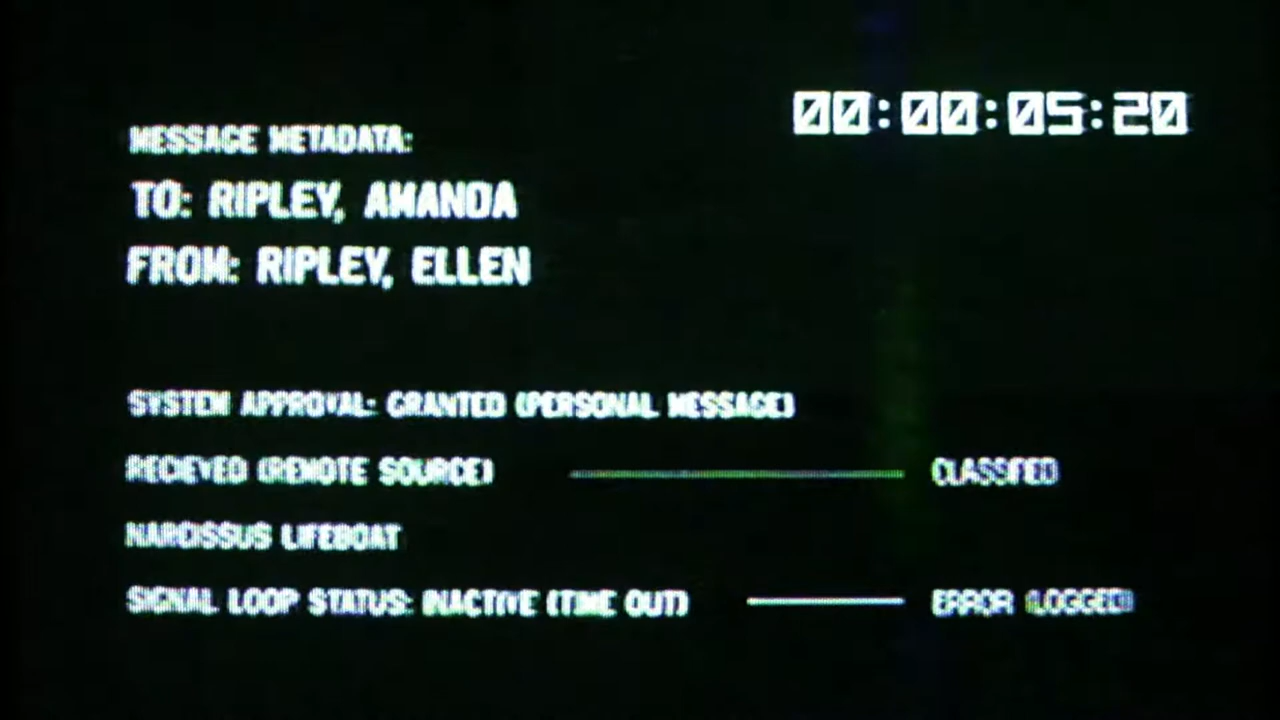 00:00:05:20
MESSAGE METADATA:
TO: RIPLEY, AMANDA
FROM: RIPLEY, ELLEN
SYSTEM APPROVAL: GRANTED (PERSONAL MESSAGE)
RECIEVED (REMOTE SOURCE) CLASSIFIED
NARCISSUS LIFEBOAT
SIGNAL LOOP STATUS: INACTIVE (TIME OUT) ERROR (LOGGED)